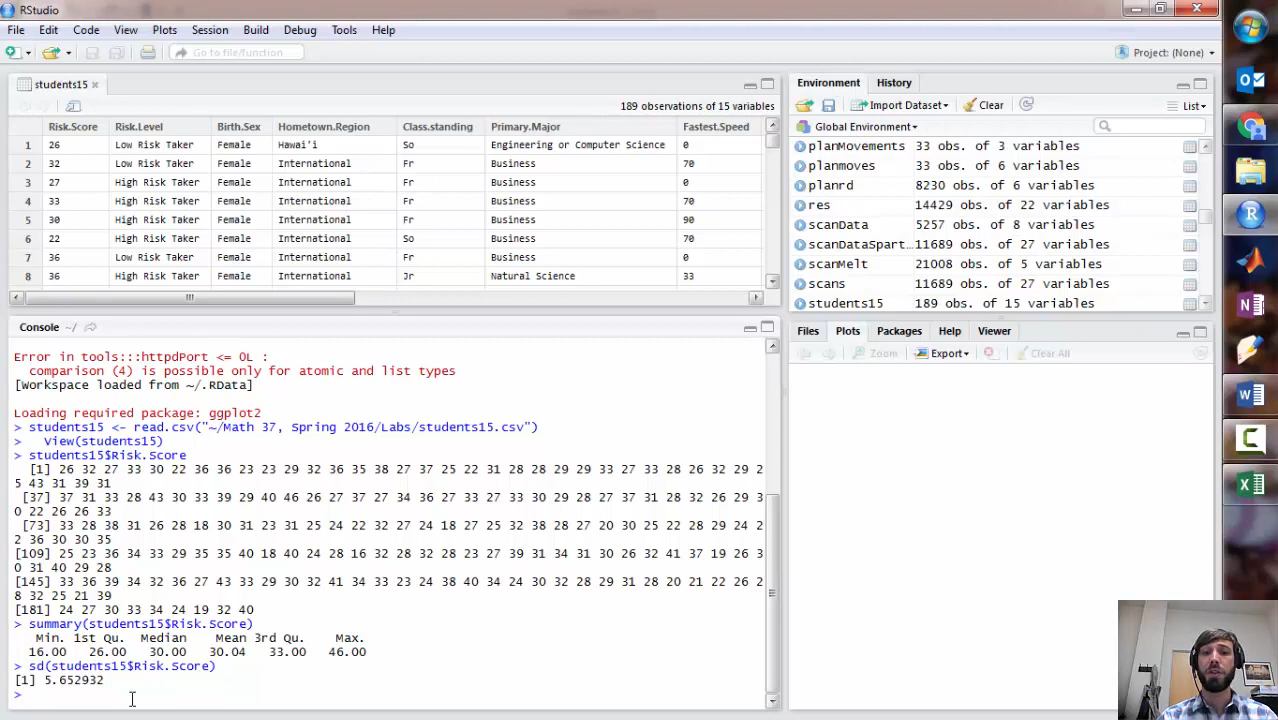 RStudio
File Edit Code View Plots Session Build Debug Tools Help
Go to file/function
Project: (None)
students15
189 observations of 15 variables
Risk.Score Risk.Level Birth.Sex Hometown.Region Class.standing Primary.Major Fastest.Speed
1 26 Low Risk Taker Female Hawai'i So Engineering or Computer Science 0
2 32 Low Risk Taker Female International Fr Business 70
3 27 High Risk Taker Female International Fr Business 0
4 33 High Risk Taker Female International Fr Business 70
5 30 High Risk Taker Female International Fr Business 90
6 22 High Risk Taker Female International So Business 70
7 36 Low Risk Taker Female International Fr Business 0
8 36 High Risk Taker Female International Jr Natural Science 33
Environment History
Import Dataset Clear List
Global Environment
planMovements 33 obs. of 3 variables
planmoves 33 obs. of 6 variables
planrd 8230 obs. of 6 variables
res 14429 obs. of 22 variables
scanData 5257 obs. of 8 variables
scanDataSpart... 11689 obs. of 27 variables
scanMelt 21008 obs. of 5 variables
scans 11689 obs. of 27 variables
students15 189 obs. of 15 variables
Files Plots Packages Help Viewer
Zoom Export Clear All
Console ~/
Error in tools:::httpdPort <= 0L :
comparison (4) is possible only for atomic and list types
[Workspace loaded from ~/.RData]
Loading required package: ggplot2
> students15 <- read.csv("~/Math 37, Spring 2016/Labs/students15.csv")
> View(students15)
> students15$Risk.Score
[1] 26 32 27 33 30 22 36 36 23 23 29 32 36 35 38 27 37 25 22 31 28 28 29 29 33 27 33 28 26 32 29 2
5 43 31 39 31
[37] 37 31 33 28 43 30 33 39 29 40 46 26 27 37 27 34 36 27 33 27 33 30 29 28 27 37 31 28 32 26 29 3
0 22 26 26 33
[73] 33 28 38 31 26 28 18 30 31 23 31 25 24 22 32 27 24 18 27 25 32 38 28 27 20 30 25 22 28 29 24 2
2 36 30 30 35
[109] 25 23 36 34 33 29 35 35 40 18 40 24 28 16 32 28 32 28 23 27 39 31 34 31 30 26 32 41 37 19 26 3
0 31 40 29 28
[145] 33 36 39 34 32 36 27 43 33 29 30 32 41 34 33 23 24 38 40 34 24 30 32 28 29 31 28 20 21 22 26 2
8 32 25 21 39
[181] 24 27 30 33 34 24 19 32 40
> summary(students15$Risk.Score)
Min. 1st Qu. Median Mean 3rd Qu. Max.
16.00 26.00 30.00 30.04 33.00 46.00
> sd(students15$Risk.Score)
[1] 5.652932
>